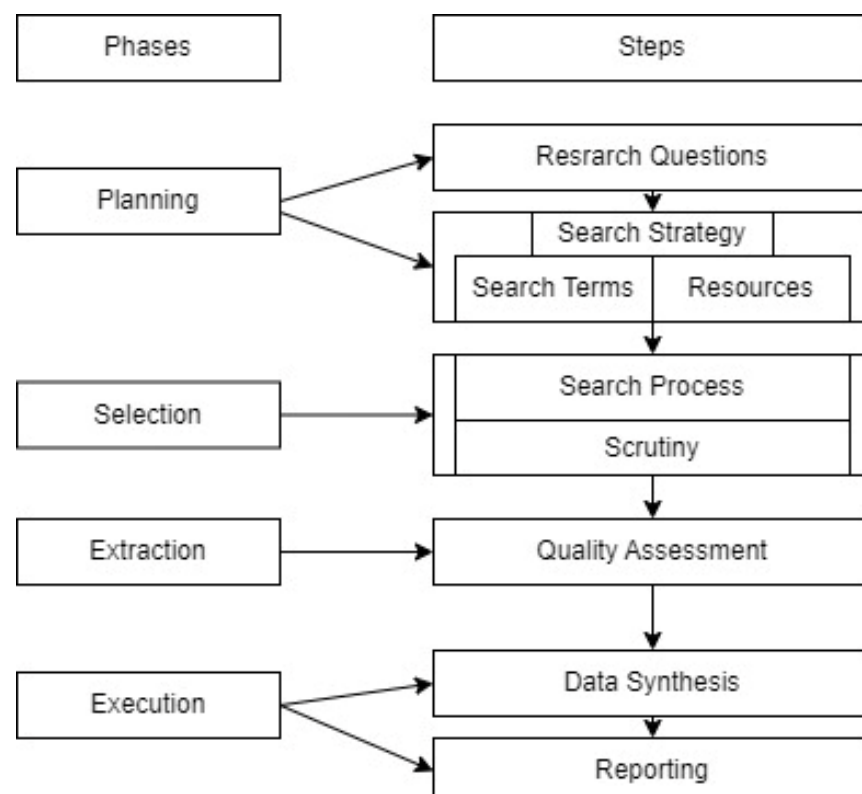 Phases
Steps
Planning
Resrarch Questions
Search Strategy
Search Terms
Resources
Selection
Search Process
Scrutiny
Extraction
Quality Assessment
Execution
Data Synthesis
Reporting